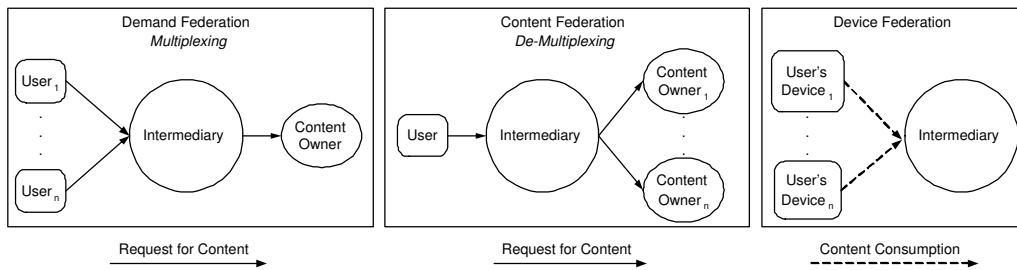 Demand Federation
Multiplexing
User 1
.
.
.
User n
Intermediary
Content
Owner
Request for Content
Content Federation
De-Multiplexing
User
Intermediary
Content
Owner 1
.
.
.
Content
Owner n
Request for Content
Device Federation
User's
Device 1
.
.
.
User's
Device n
Intermediary
Content Consumption